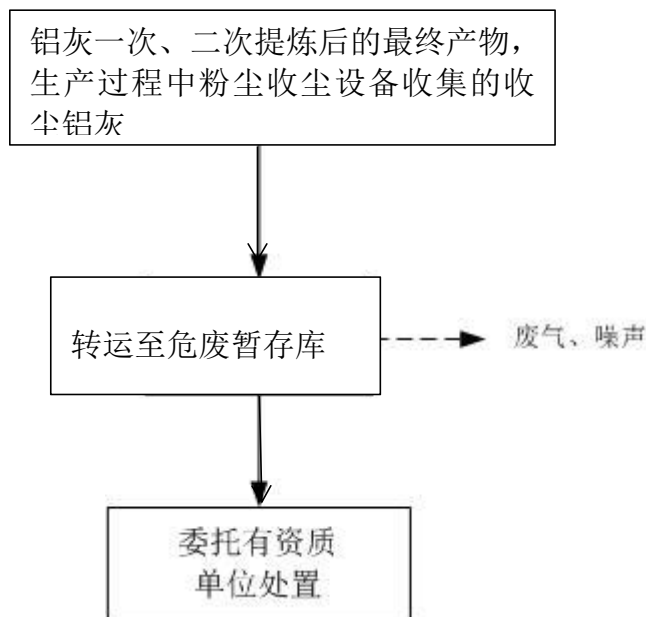 铝灰一次、二次提炼后的最终产物，
生产过程中粉尘收尘设备收集的收
尘铝灰
转运至危废暂存库
废气、噪声
委托有资质
单位处置